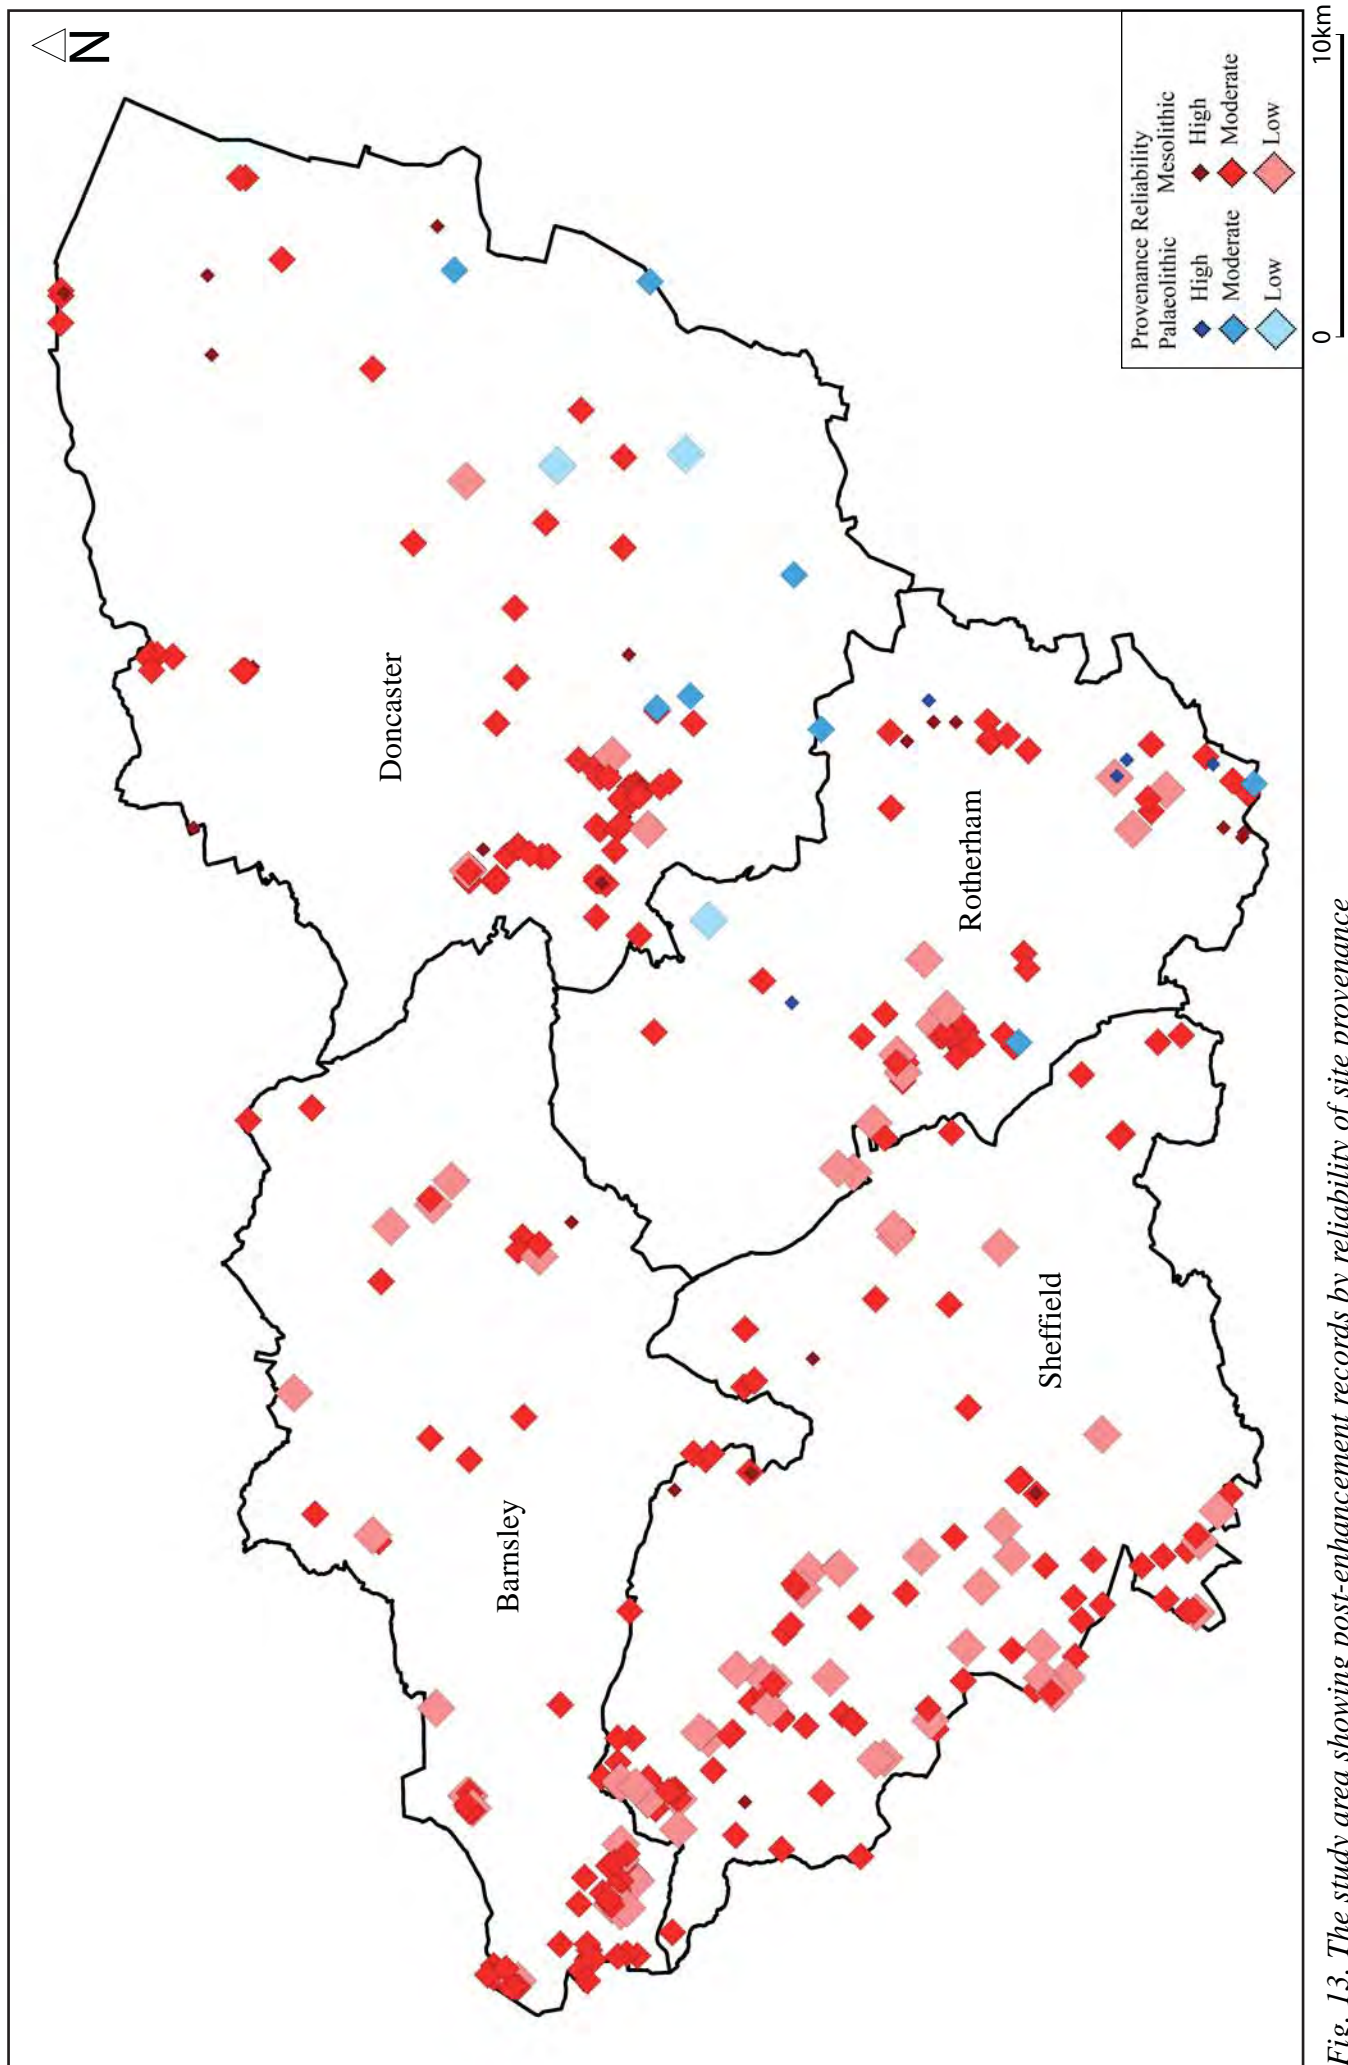 N
Doncaster
Barnsley
Rotherham
Sheffield
Provenance Reliability
Palaeolithic Mesolithic
High High
Moderate Moderate
Low Low
0 10km
Fig. 13. The study area showing post-enhancement records by reliability of site provenance